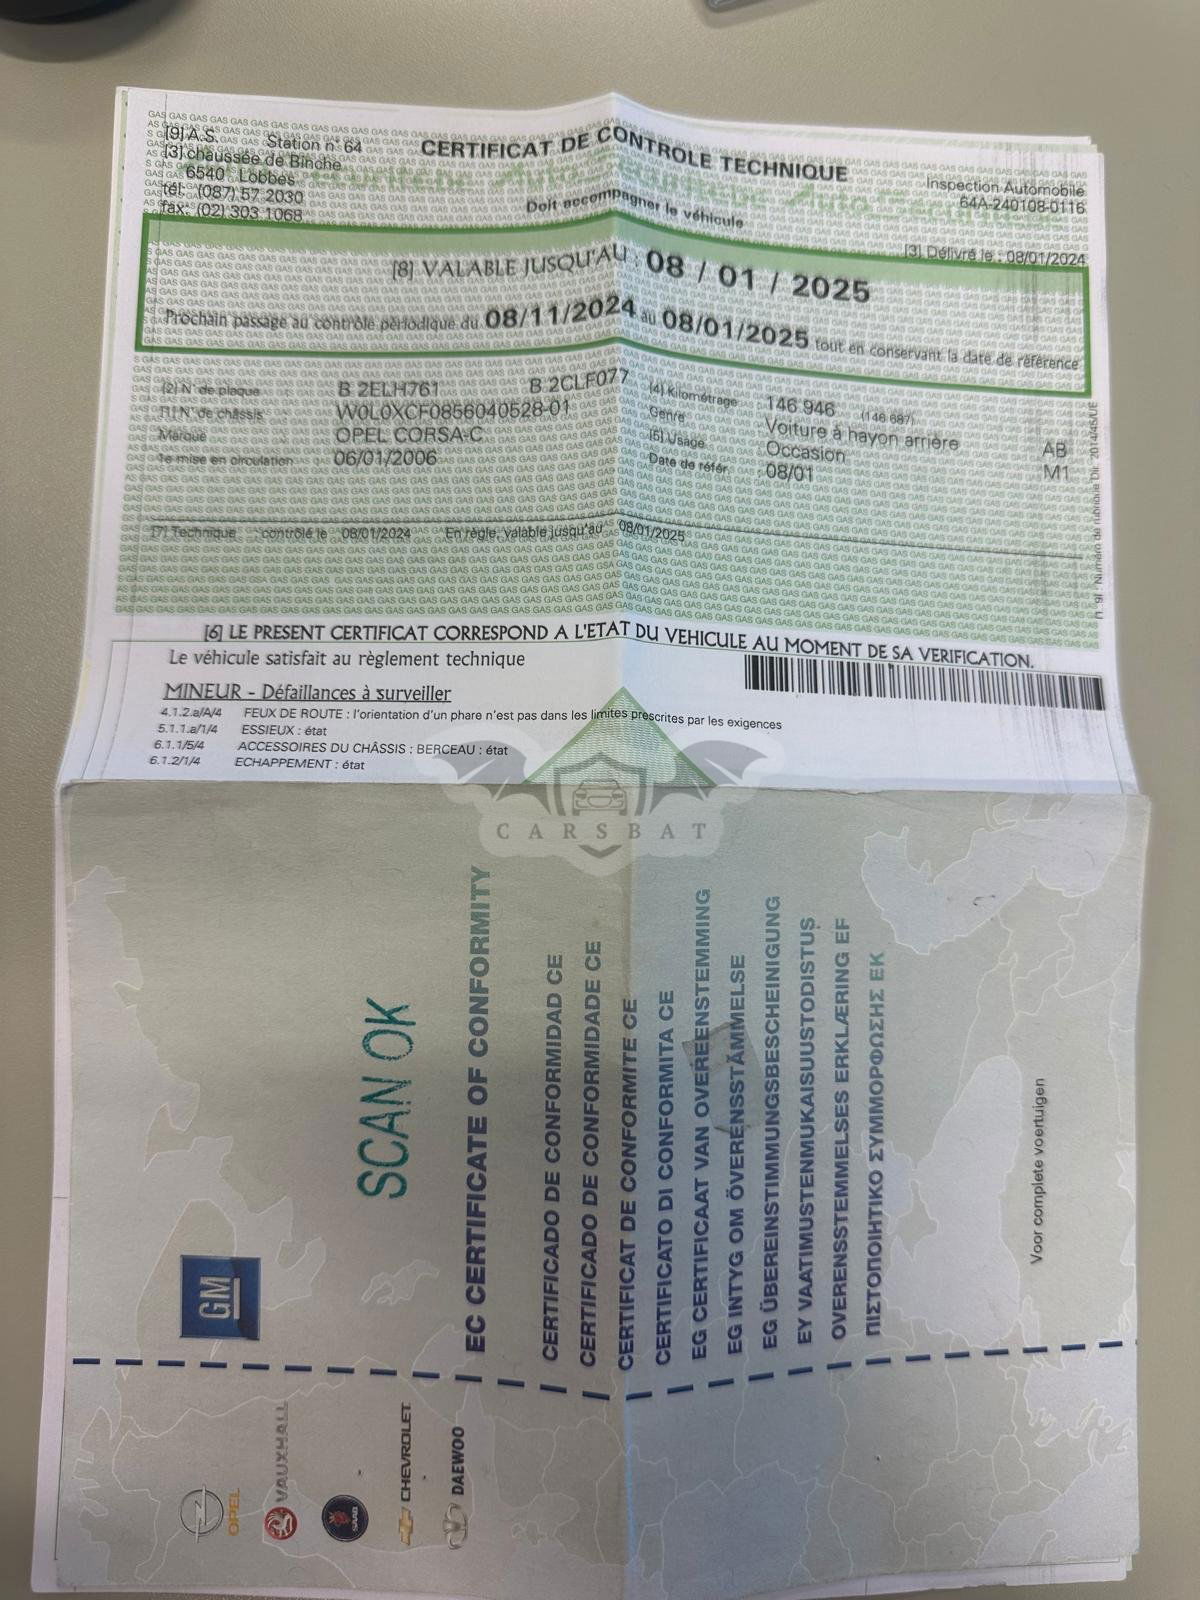 [9] A.S. Station n° 64
[3] chaussée de Binche
6540 Lobbes
tél.: (087) 57 2030
fax: (02) 303 1068
CERTIFICAT DE CONTROLE TECHNIQUE
Doit accompagner le véhicule
Inspection Automobile
64A-240108-0116
[3] Délivré le : 08/01/2024
[8] VALABLE JUSQU'AU : 08 / 01 / 2025
Prochain passage au contrôle périodique du 08/11/2024 au 08/01/2025 tout en conservant la date de référence
[2] N° de plaque : B 2ELH761 B 2CLF077
[1] N° de châssis : W0L0XCF0856040528-01
Marque : OPEL CORSA-C
1e mise en circulation : 06/01/2006
[4] Kilométrage : 146 946 (146 687)
Genre : Voiture à hayon arrière AB
[5] Usage : Occasion M1
Date de référ. : 08/01
[7] Technique contrôlé le 08/01/2024 En règle, valable jusqu'au 08/01/2025
[6] LE PRESENT CERTIFICAT CORRESPOND A L'ETAT DU VEHICULE AU MOMENT DE SA VERIFICATION.
Le véhicule satisfait au règlement technique
MINEUR - Défaillances à surveiller
4.1.2.a/A/4 FEUX DE ROUTE : l'orientation d'un phare n'est pas dans les limites prescrites par les exigences
5.1.1.a/1/4 ESSIEUX : état
6.1.1/5/4 ACCESSOIRES DU CHÂSSIS : BERCEAU : état
6.1.2/1/4 ECHAPPEMENT : état
CARSBAT
SCAN OK
GM
EC CERTIFICATE OF CONFORMITY
CERTIFICADO DE CONFORMIDAD CE
CERTIFICADO DE CONFORMIDADE CE
CERTIFICAT DE CONFORMITE CE
CERTIFICATO DI CONFORMITA CE
EG CERTIFICAAT VAN OVEREENSTEMMING
EG INTYG OM ÖVERENSSTÄMMELSE
EG ÜBEREINSTIMMUNGSBESCHEINIGUNG
EY VAATIMUSTENMUKAISUUSTODISTUS
OVERENSSTEMMELSES ERKLÆRING EF
ΠΙΣΤΟΠΟΙΗΤΙΚΟ ΣΥΜΜΟΡΦΩΣΗΣ ΕΚ
Voor complete voertuigen
OPEL
VAUXHALL
SAAB
CHEVROLET
DAEWOO